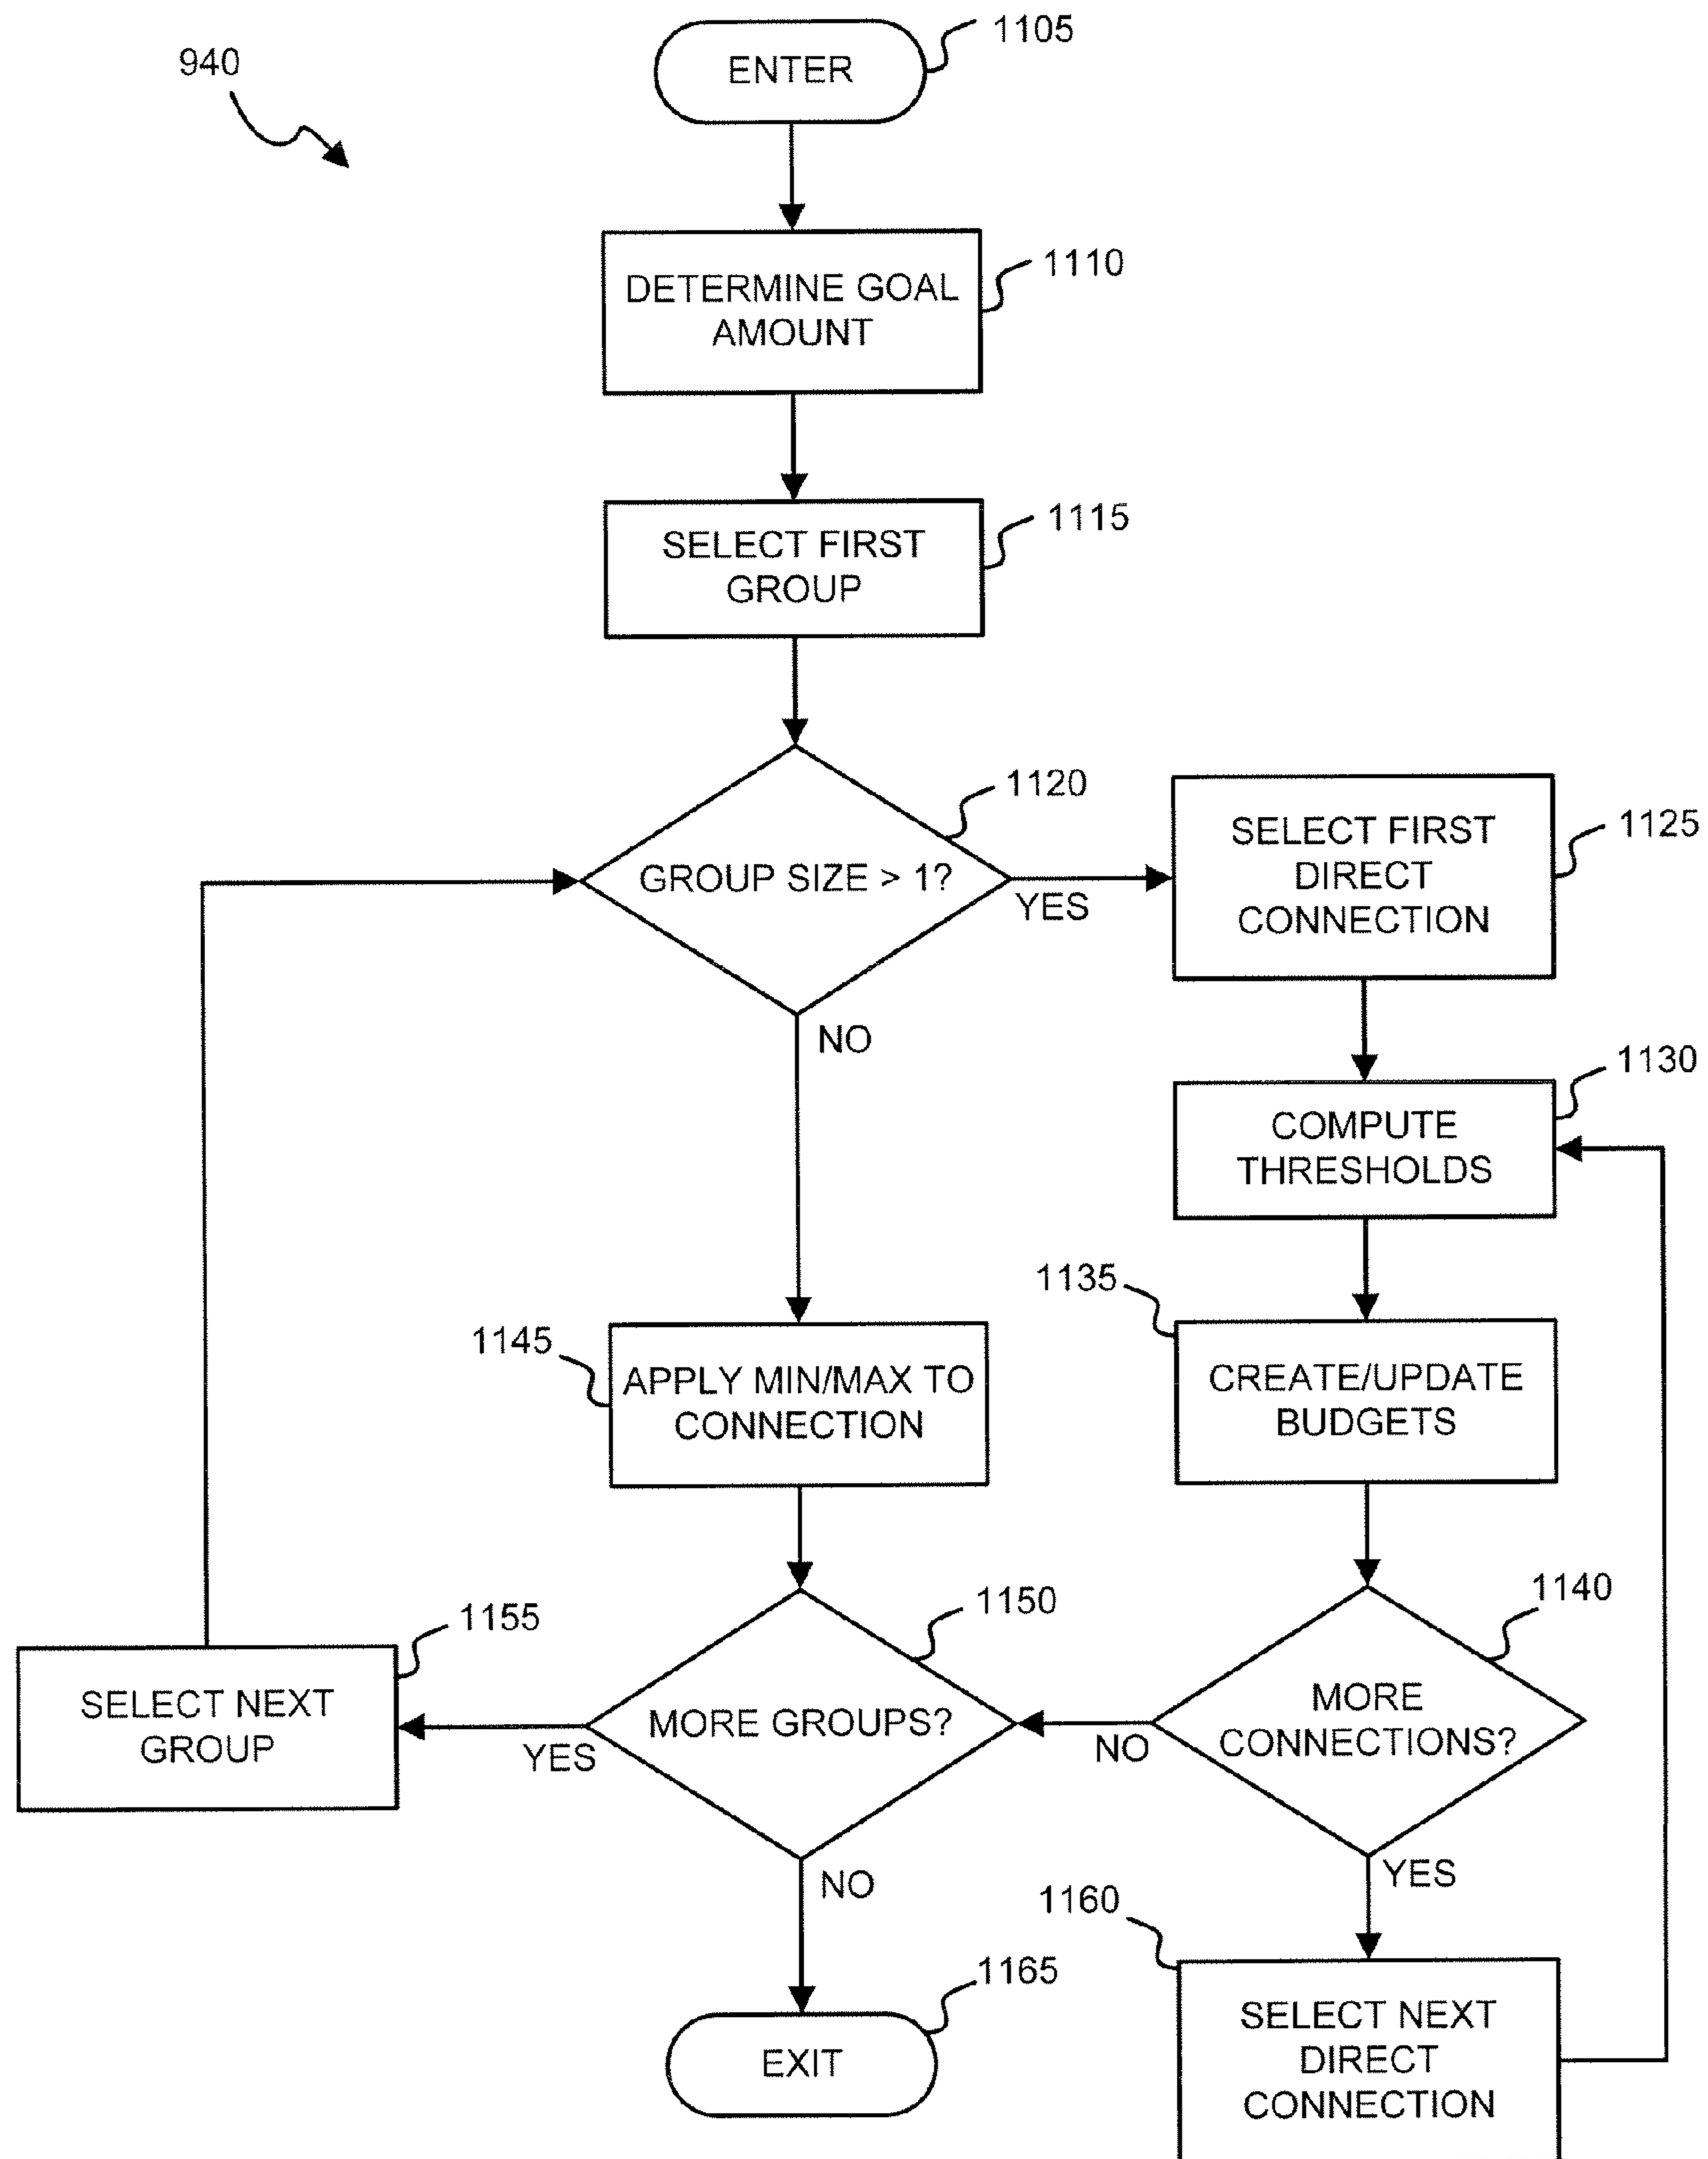 940
ENTER
1105
DETERMINE GOAL
AMOUNT
1110
SELECT FIRST
GROUP
1115
GROUP SIZE > 1?
1120
YES
NO
SELECT FIRST
DIRECT
CONNECTION
1125
COMPUTE
THRESHOLDS
1130
CREATE/UPDATE
BUDGETS
1135
APPLY MIN/MAX TO
CONNECTION
1145
MORE
CONNECTIONS?
1140
NO
YES
MORE GROUPS?
1150
YES
NO
SELECT NEXT
GROUP
1155
SELECT NEXT
DIRECT
CONNECTION
1160
EXIT
1165